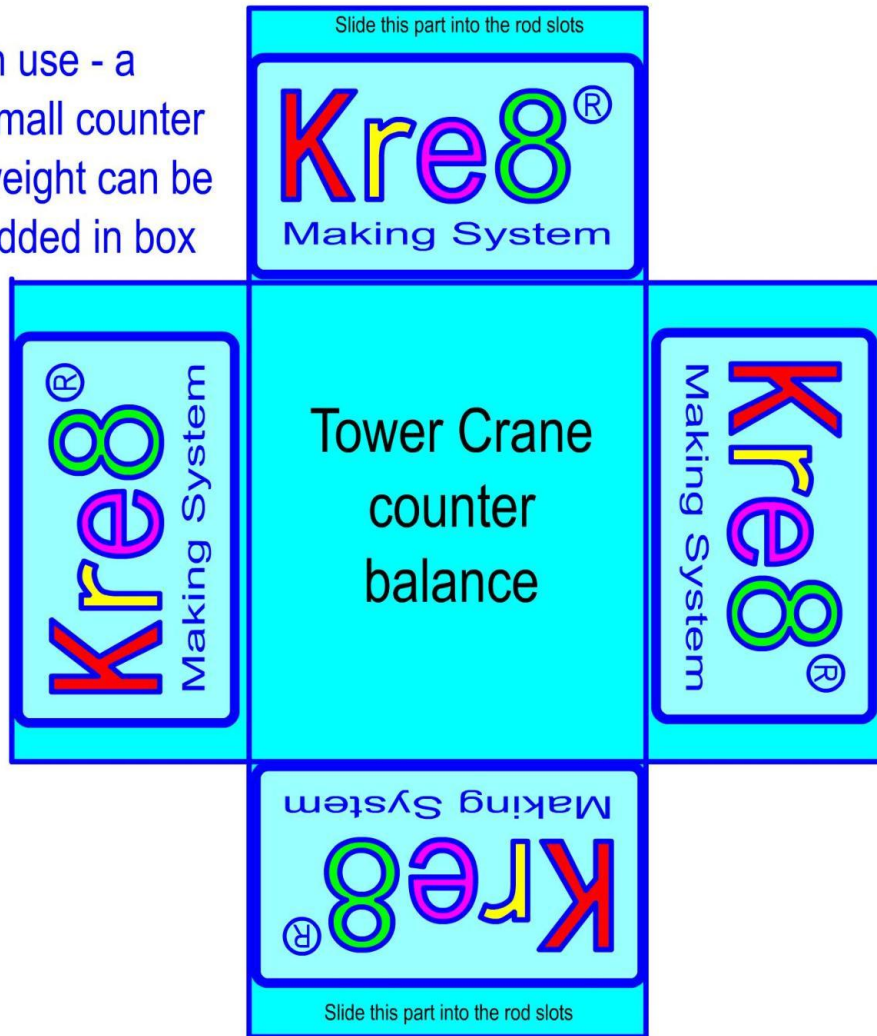 Slide this part into the rod slots
n use - a
mall counter
weight can be
dded in box
Kre8®
Making System
Kre8®
Making System
Tower Crane
counter
balance
Kre8®
Making System
Making System
Kre8®
Slide this part into the rod slots